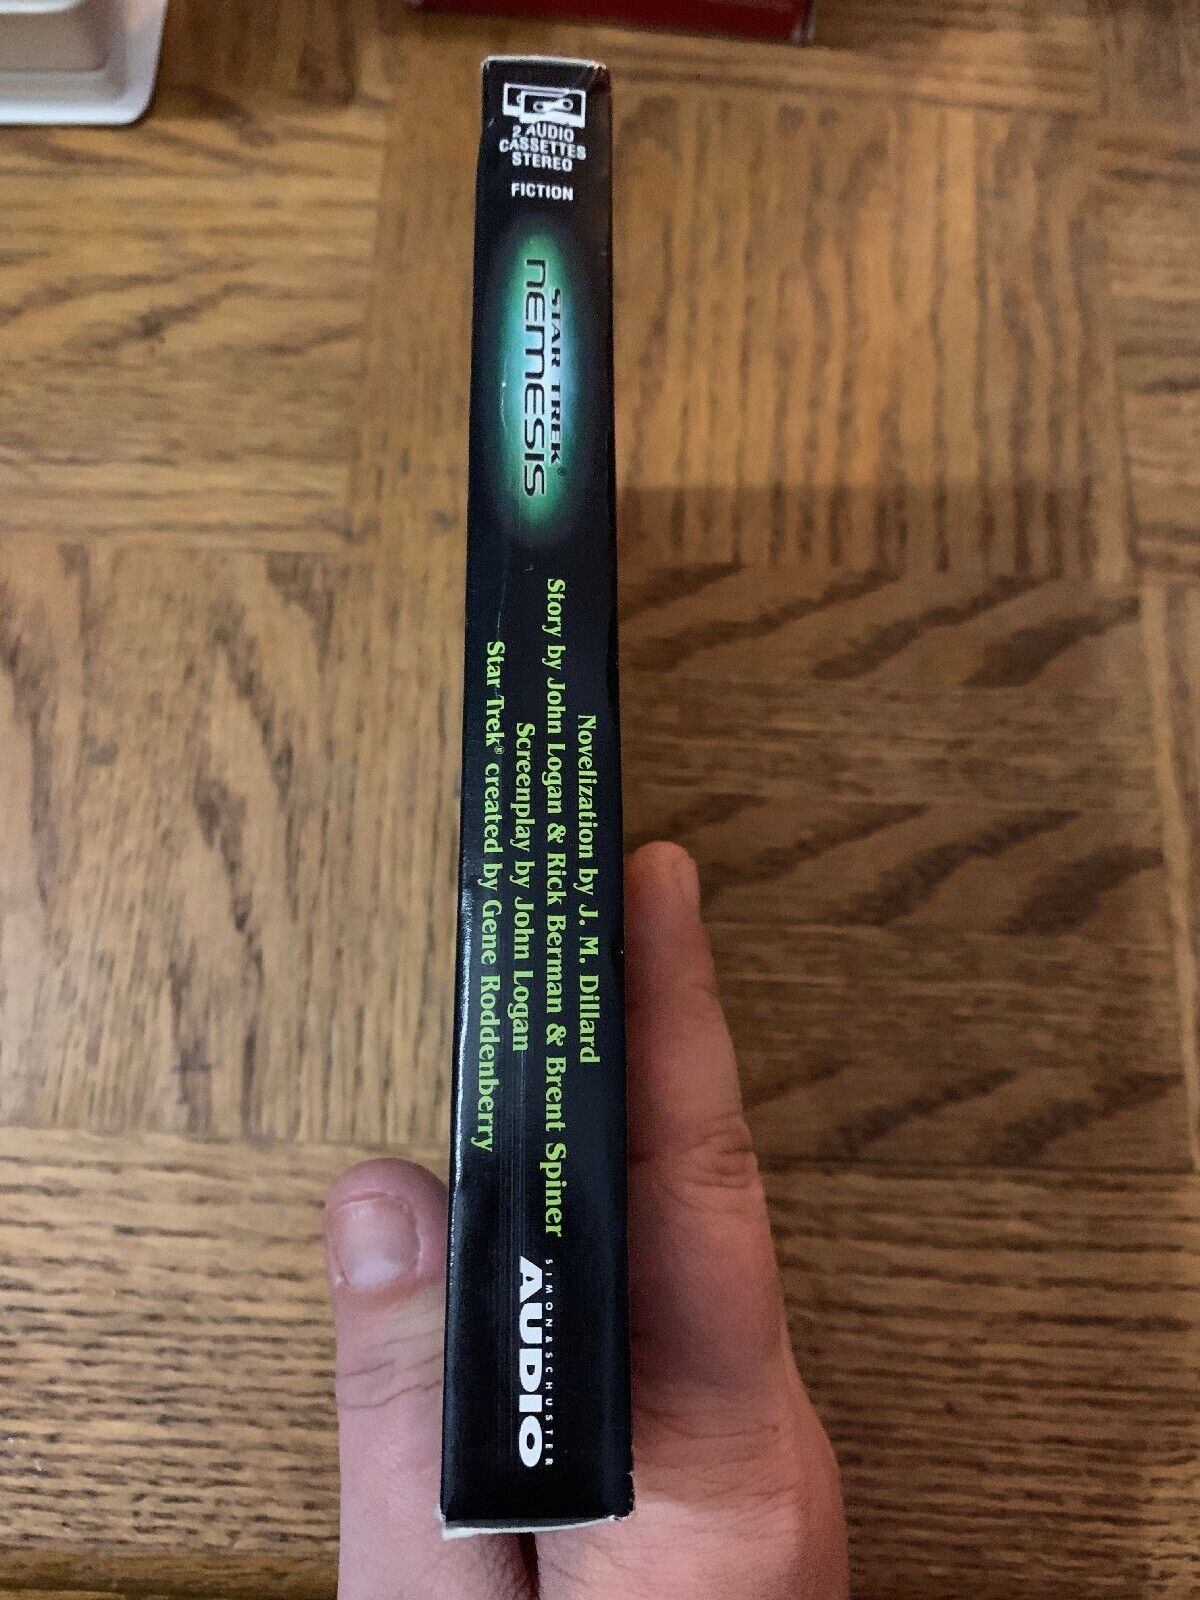 2 AUDIO
CASSETTES
STEREO
FICTION
STAR TREK®
NEMESIS
Novelization by J. M. Dillard
Story by John Logan & Rick Berman & Brent Spiner
Screenplay by John Logan
Star Trek® created by Gene Roddenberry
SIMON & SCHUSTER
AUDIO